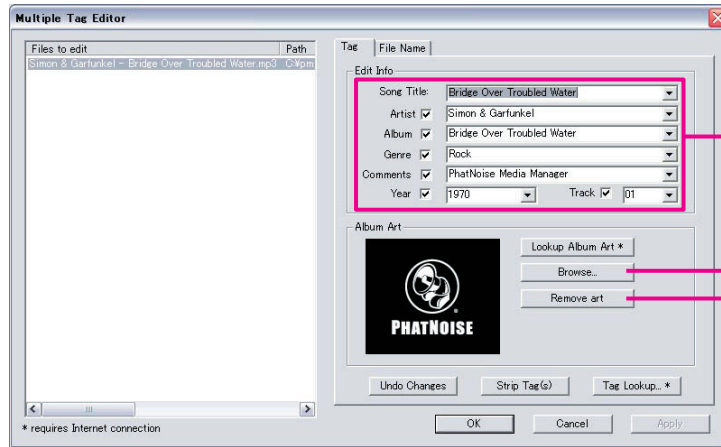 Multiple Tag Editor
Files to edit Path
Simon & Garfunkel - Bridge Over Troubled Water.mp3 C:¥pm
* requires Internet connection
Tag File Name
Edit Info
Song Title: Bridge Over Troubled Water
Artist Simon & Garfunkel
Album Bridge Over Troubled Water
Genre Rock
Comments PhatNoise Media Manager
Year 1970 Track 01
Album Art
PHATNOISE
Lookup Album Art *
Browse...
Remove art
Undo Changes Strip Tag(s) Tag Lookup... *
OK Cancel Apply